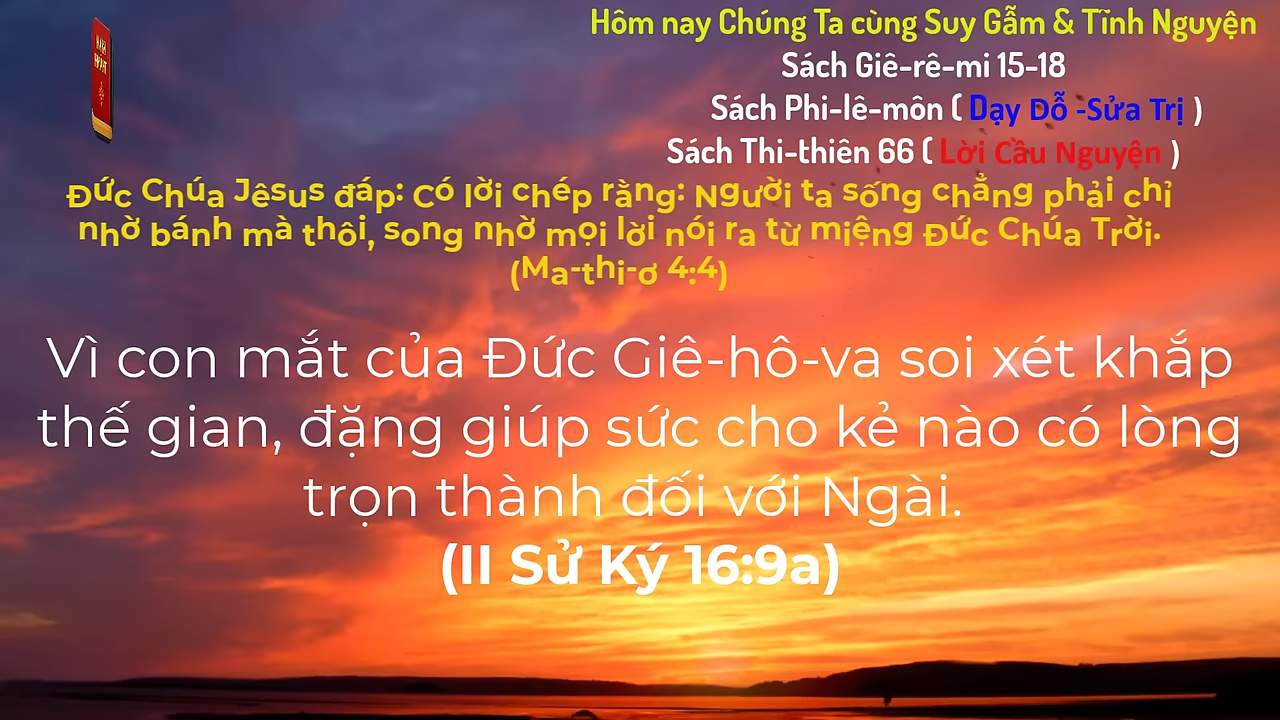 Hôm nay Chúng Ta cùng Suy Gẫm & Tĩnh Nguyện
Sách Giê-rê-mi 15-18
Sách Phi-lê-môn ( Dạy Đỗ -Sửa Trị )
Sách Thi-thiên 66 ( Lời Cầu Nguyện )
Đức Chúa Jêsus đáp: Có lời chép rằng: Người ta sống chẳng phải chỉ
nhờ bánh mà thôi, song nhờ mọi lời nói ra từ miệng Đức Chúa Trời.
(Ma-thi-ơ 4:4)
Vì con mắt của Đức Giê-hô-va soi xét khắp
thế gian, đặng giúp sức cho kẻ nào có lòng
trọn thành đối với Ngài.
(II Sử Ký 16:9a)